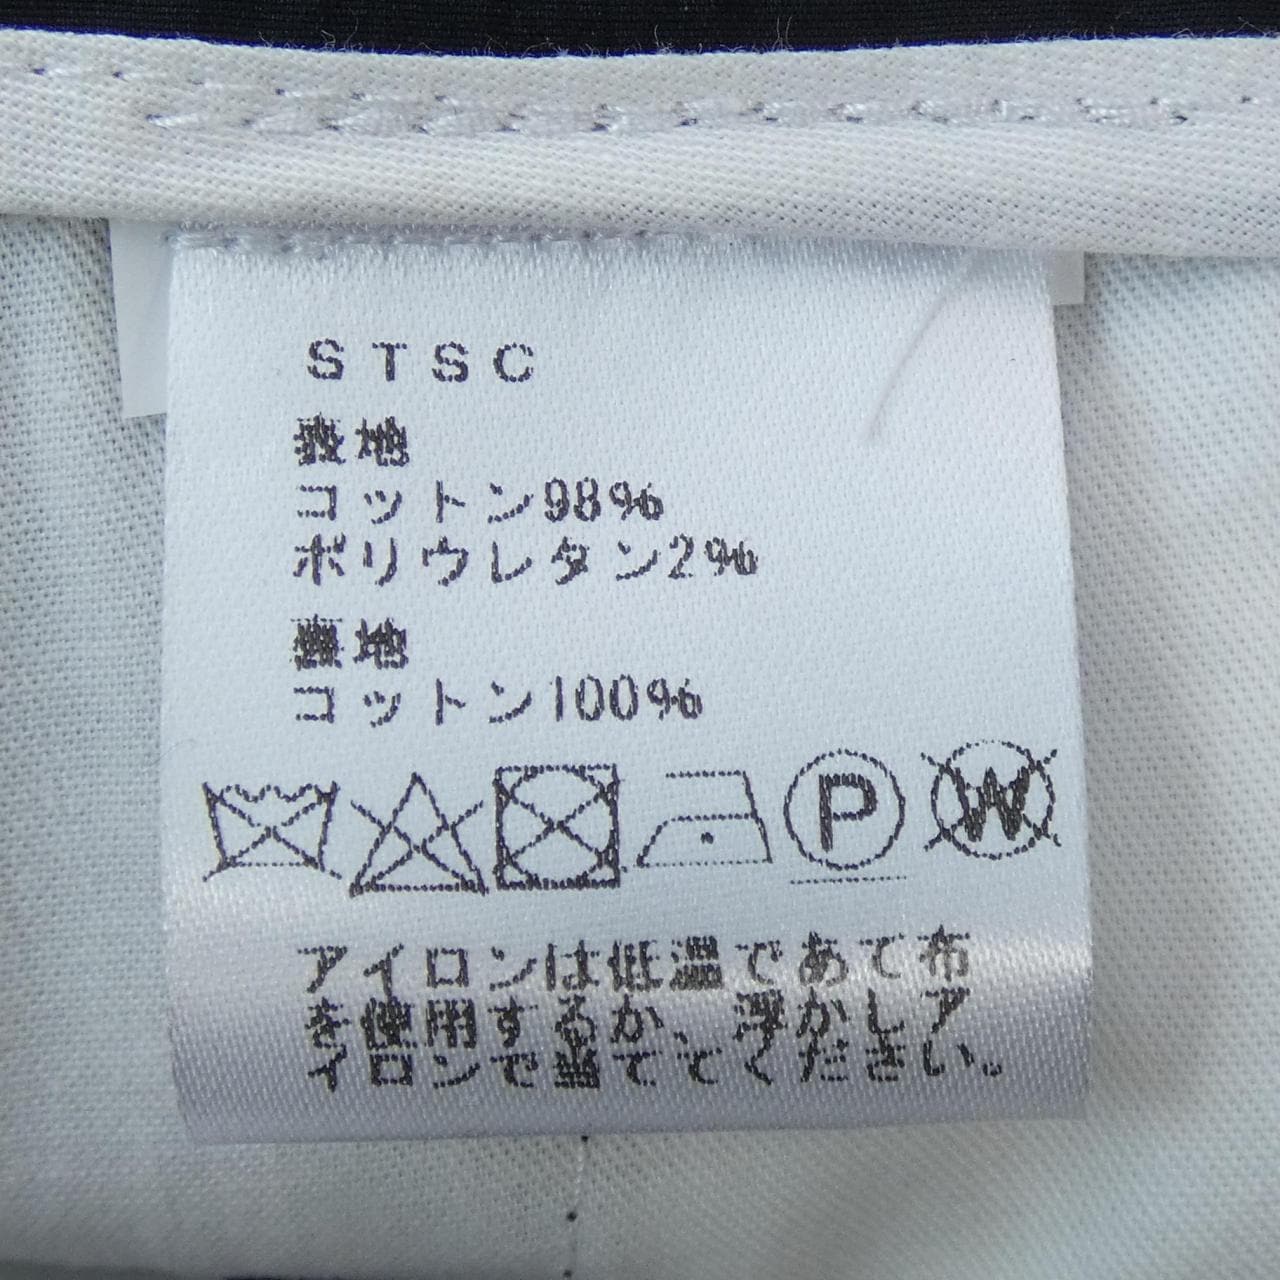 STSC
表地
コットン98%
ポリウレタン2%
裏地
コットン100%
P W
アイロンは低温であて布
を使用するか、浮かしア
イロンで当ててください。